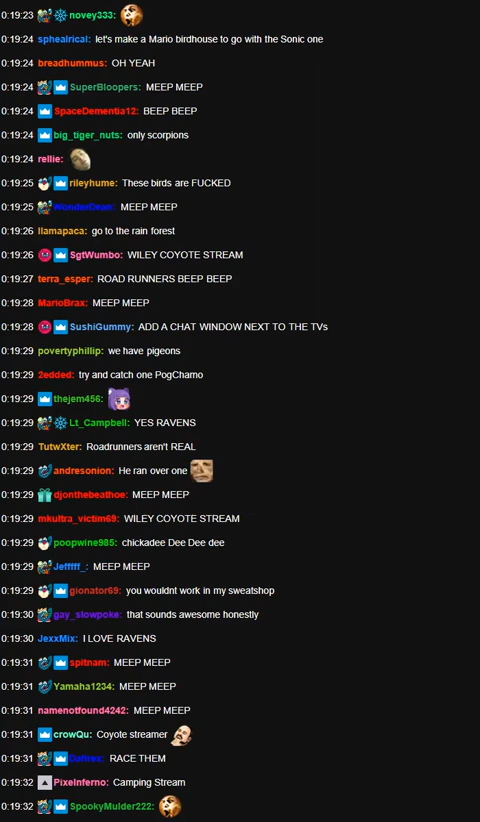 0:19:23 novey333:
0:19:24 sphealrical: let's make a Mario birdhouse to go with the Sonic one
0:19:24 breadhummus: OH YEAH
0:19:24 SuperBloopers: MEEP MEEP
0:19:24 SpaceDementia12: BEEP BEEP
0:19:24 big_tiger_nuts: only scorpions
0:19:24 rellie:
0:19:25 rileyhume: These birds are FUCKED
0:19:25 WonderDean: MEEP MEEP
0:19:26 llamapaca: go to the rain forest
0:19:26 SgtWumbo: WILEY COYOTE STREAM
0:19:27 terra_esper: ROAD RUNNERS BEEP BEEP
0:19:28 MarioBrax: MEEP MEEP
0:19:28 SushiGummy: ADD A CHAT WINDOW NEXT TO THE TVs
0:19:29 povertyphillip: we have pigeons
0:19:29 2edded: try and catch one PogChamo
0:19:29 thejem456:
0:19:29 Lt_Campbell: YES RAVENS
0:19:29 TutwXter: Roadrunners aren't REAL
0:19:29 andresonion: He ran over one
0:19:29 djonthebeathoe: MEEP MEEP
0:19:29 mkultra_victim69: WILEY COYOTE STREAM
0:19:29 poopwine985: chickadee Dee Dee dee
0:19:29 Jefffff_: MEEP MEEP
0:19:29 gionator69: you wouldnt work in my sweatshop
0:19:30 gay_slowpoke: that sounds awesome honestly
0:19:30 JexxMix: I LOVE RAVENS
0:19:31 spitnam: MEEP MEEP
0:19:31 Yamaha1234: MEEP MEEP
0:19:31 namenotfound4242: MEEP MEEP
0:19:31 crowQu: Coyote streamer
0:19:31 RACE THEM
0:19:32 PixeInferno: Camping Stream
0:19:32 SpookyMulder222: